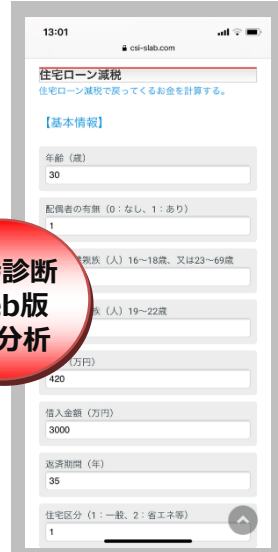 13:01
csi-slab.com
住宅ローン減税
住宅ローン減税で戻ってくるお金を計算する。
【基本情報】
年齢（歳）
30
配偶者の有無（0：なし、1：あり）
1
親族（人）16〜18歳、又は23〜69歳
診断
b版
族（人）19〜22歳
分析
（万円）
420
借入金額（万円）
3000
返済期間（年）
35
住宅区分（1：一般、2：省エネ等）
1